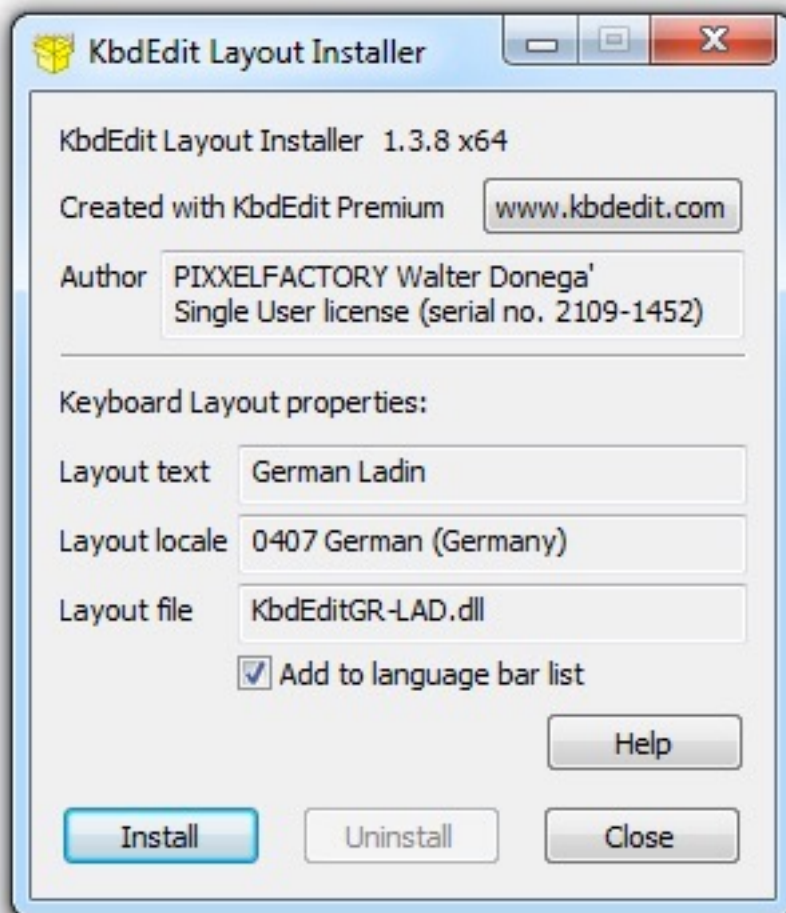 KbdEdit Layout Installer
KbdEdit Layout Installer 1.3.8 x64
Created with KbdEdit Premium www.kbdedit.com
Author PIXXELFACTORY Walter Donega'
Single User license (serial no. 2109-1452)
Keyboard Layout properties:
Layout text German Ladin
Layout locale 0407 German (Germany)
Layout file KbdEditGR-LAD.dll
Add to language bar list
Help
Install Uninstall Close